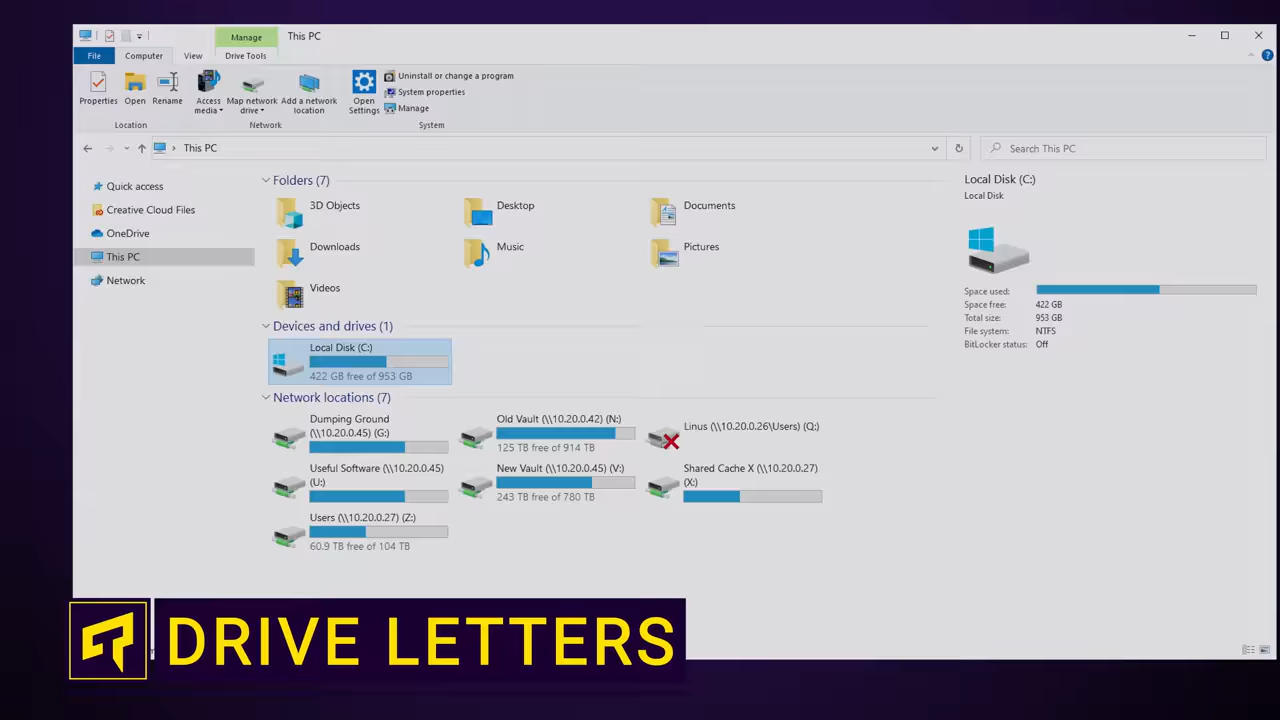 Manage
This PC
File
Computer
View
Drive Tools
Properties
Open
Rename
Access media
Map network drive
Add a network location
Open Settings
Uninstall or change a program
System properties
Manage
Location
Network
System
This PC
Search This PC
Quick access
Creative Cloud Files
OneDrive
This PC
Network
Folders (7)
3D Objects
Desktop
Documents
Downloads
Music
Pictures
Videos
Devices and drives (1)
Local Disk (C:)
422 GB free of 953 GB
Network locations (7)
Dumping Ground
(\\10.20.0.45) (G:)
Old Vault (\\10.20.0.42) (N:)
125 TB free of 914 TB
Linus (\\10.20.0.26\Users) (Q:)
Useful Software (\\10.20.0.45)
(U:)
New Vault (\\10.20.0.45) (V:)
243 TB free of 780 TB
Shared Cache X (\\10.20.0.27)
(X:)
Users (\\10.20.0.27) (Z:)
60.9 TB free of 104 TB
Local Disk (C:)
Local Disk
Space used:
Space free: 422 GB
Total size: 953 GB
File system: NTFS
BitLocker status: Off
DRIVE LETTERS